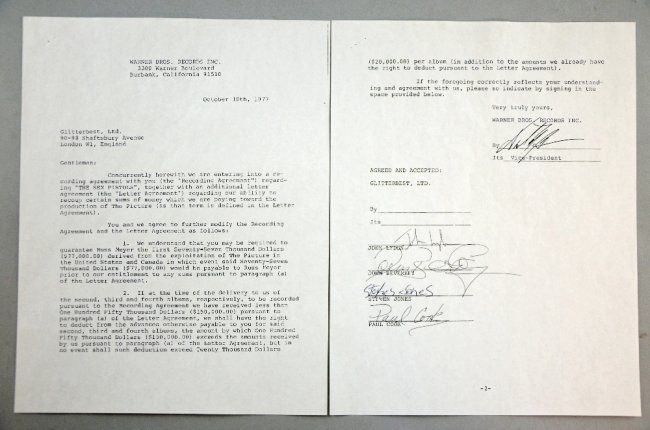 WARNER BROS. RECORDS INC.
3300 Warner Boulevard
Burbank, California 91510
October 10th, 1977
Glitterbest, Ltd.
90-98 Shaftsbury Avenue
London W1, England
Gentlemen:
Concurrently herewith we are entering into a re-
cording agreement with you (the "Recording Agreement") regard-
ing "THE SEX PISTOLS", together with an additional letter
agreement (the "Letter Agreement") regarding our ability to
recoup certain sums of money which we are paying toward the
production of The Picture (as that term is defined in the Letter
Agreement).
You and we agree to further modify the Recording
Agreement and the Letter Agreement as follows:
1. We understand that you may be required to
guarantee Russ Meyer the first Seventy-Seven Thousand Dollars
($77,000.00) derived from the exploitation of The Picture in
the United States and Canada in which event said Seventy-Seven
Thousand Dollars ($77,000.00) would be payable to Russ Meyer
prior to our entitlement to any sums pursuant to paragraph (a)
of the Letter Agreement.
2. If at the time of the delivery to us of
the second, third and fourth albums, respectively, to be recorded
pursuant to the Recording Agreement we have received less than
One Hundred Fifty Thousand Dollars ($150,000.00) pursuant to
paragraph (a) of the Letter Agreement, we shall have the right
to deduct from the advances otherwise payable to you for said
second, third and fourth albums, the amount by which One Hundred
Fifty Thousand Dollars ($150,000.00) exceeds the amounts received
by us pursuant to paragraph (a) of the Letter Agreement, but in
no event shall such deduction exceed Twenty Thousand Dollars
($20,000.00) per album (in addition to the amounts we already have
the right to deduct pursuant to the Letter Agreement).
If the foregoing correctly reflects your understand-
ing and agreement with us, please so indicate by signing in the
space provided below.
Very truly yours,
WARNER BROS. RECORDS INC.
By
Its Vice-President
AGREED AND ACCEPTED:
GLITTERBEST, LTD.
By
Its
JOHN LYDON
JOHN BEVERLEY
Steve Jones
STEVEN JONES
Paul Cook
PAUL COOK
-2-